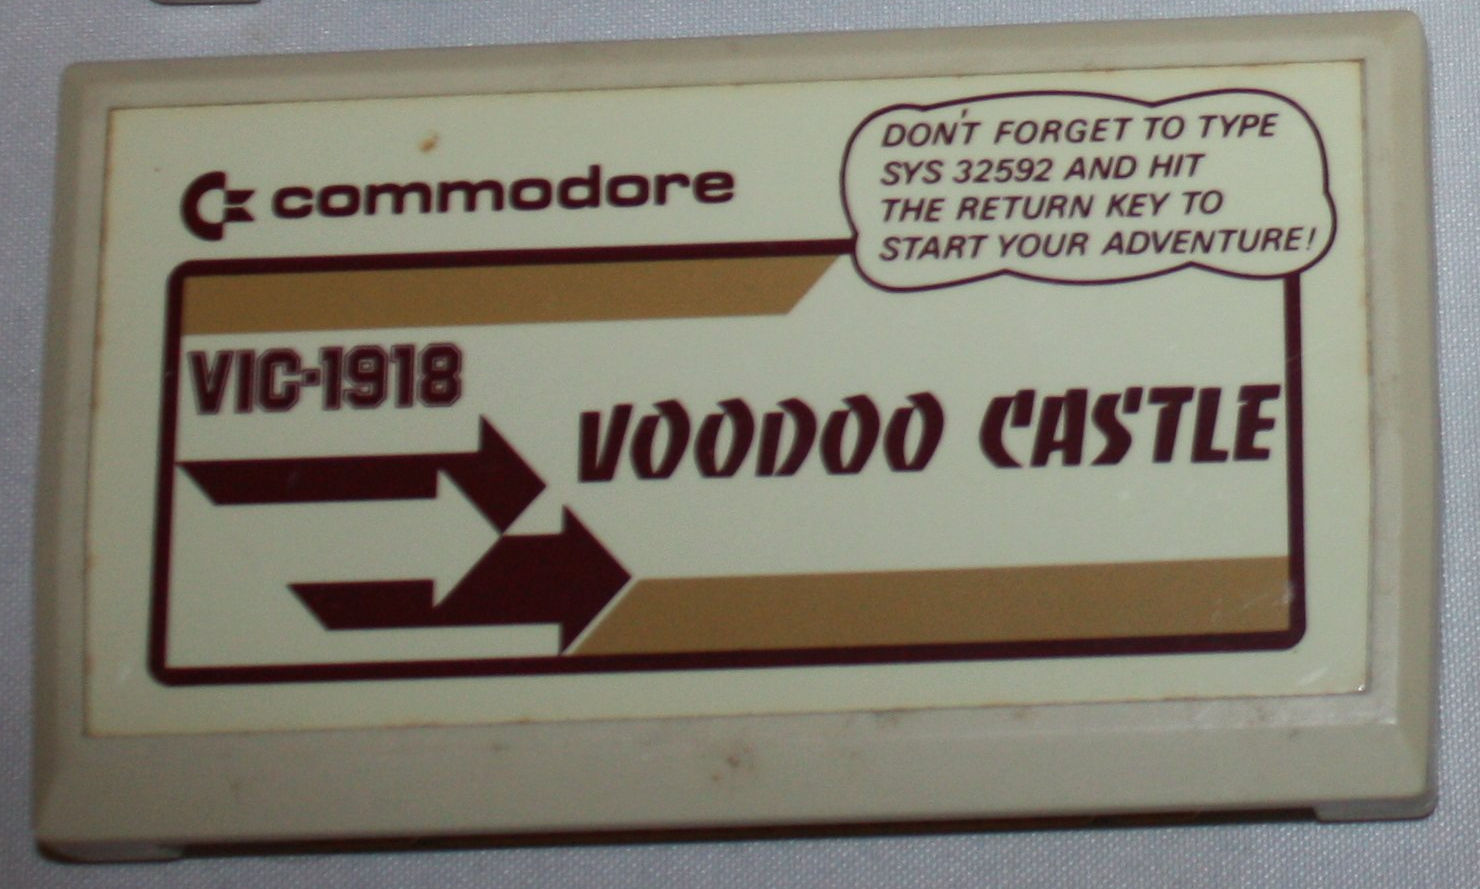 commodore
DON'T FORGET TO TYPE
SYS 32592 AND HIT
THE RETURN KEY TO
START YOUR ADVENTURE!
VIC-1918
VOODOO CASTLE